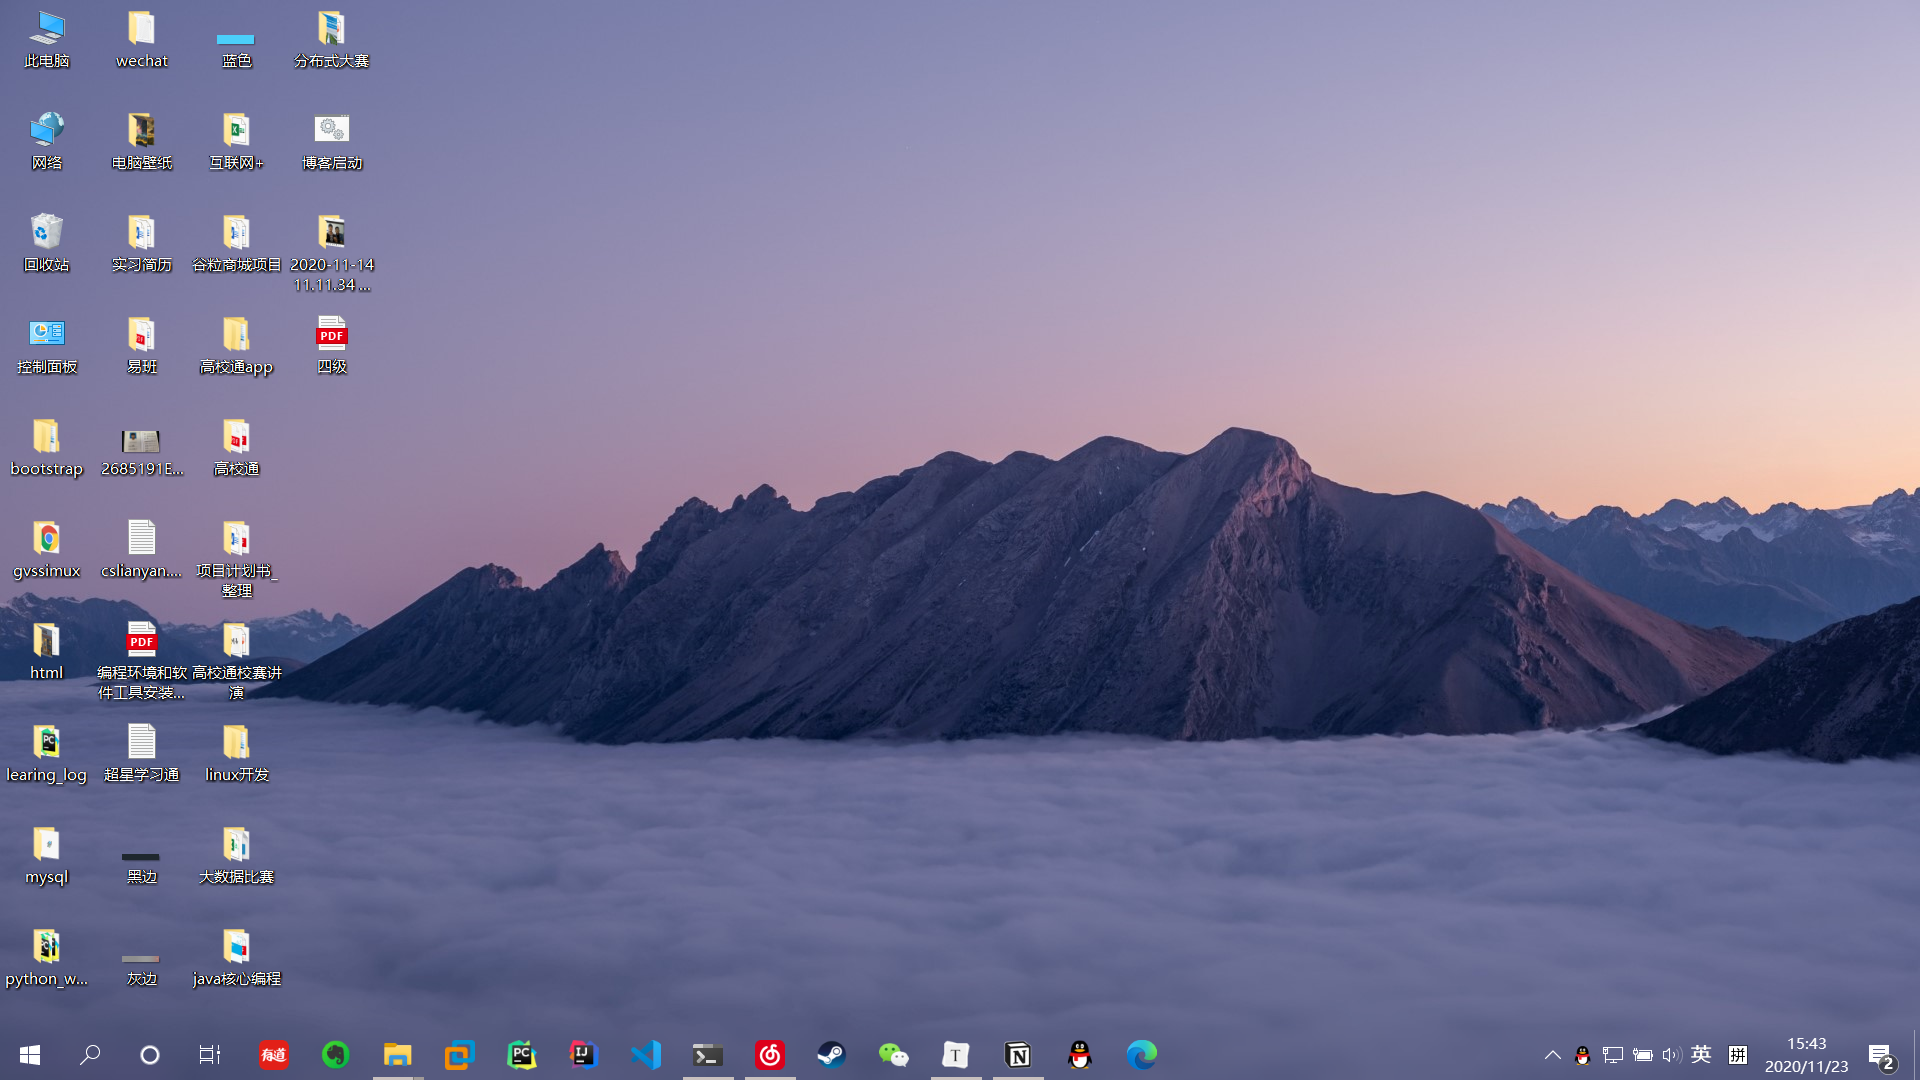 此电脑
wechat
蓝色
分布式大赛
网络
电脑壁纸
互联网+
博客启动
回收站
实习简历
谷粒商城项目
2020-11-14
11.11.34 ...
控制面板
易班
高校通app
PDF
四级
bootstrap
2685191E...
高校通
gvssimux
cslianyan....
项目计划书_
整理
html
PDF
编程环境和软
件工具安装...
高校通校赛讲
演
PC
learing_log
超星学习通
linux开发
mysql
黑边
大数据比赛
python_w...
灰边
java核心编程
有道
PC
IJ
T
N
英
拼
15:43
2020/11/23
2